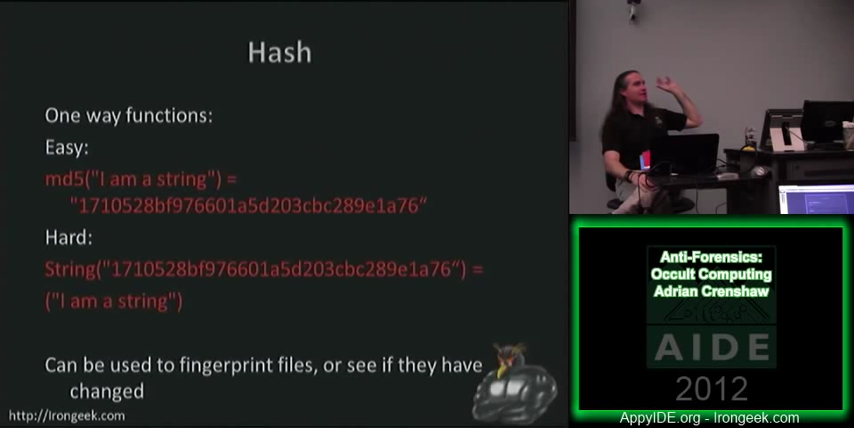 Hash
One way functions:
Easy:
md5("I am a string") =
"1710528bf976601a5d203cbc289e1a76“
Hard:
String("1710528bf976601a5d203cbc289e1a76“) =
("I am a string")
Can be used to fingerprint files, or see if they have
changed
http://Irongeek.com
Anti-Forensics:
Occult Computing
Adrian Crenshaw
AIDE
2012
AppyIDE.org - Irongeek.com